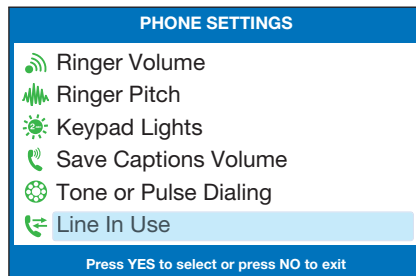 PHONE SETTINGS
Ringer Volume
Ringer Pitch
Keypad Lights
Save Captions Volume
Tone or Pulse Dialing
Line In Use
Press YES to select or press NO to exit